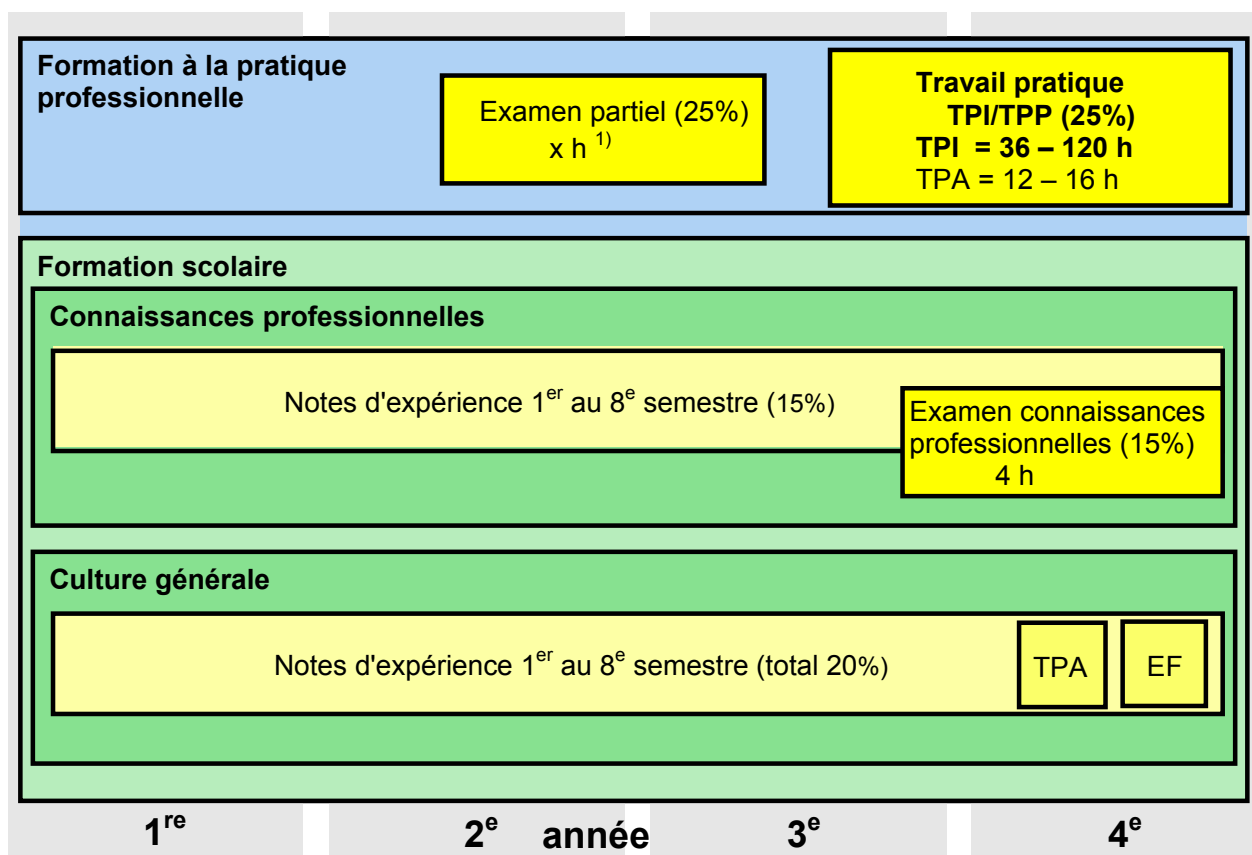 Formation à la pratique
professionnelle
Examen partiel (25%)
x h 1)
Travail pratique
TPI/TPP (25%)
TPI = 36 – 120 h
TPA = 12 – 16 h
Formation scolaire
Connaissances professionnelles
Notes d'expérience 1er au 8e semestre (15%)
Examen connaissances
professionnelles (15%)
4 h
Culture générale
Notes d'expérience 1er au 8e semestre (total 20%)
TPA
EF
1re 2e année 3e 4e